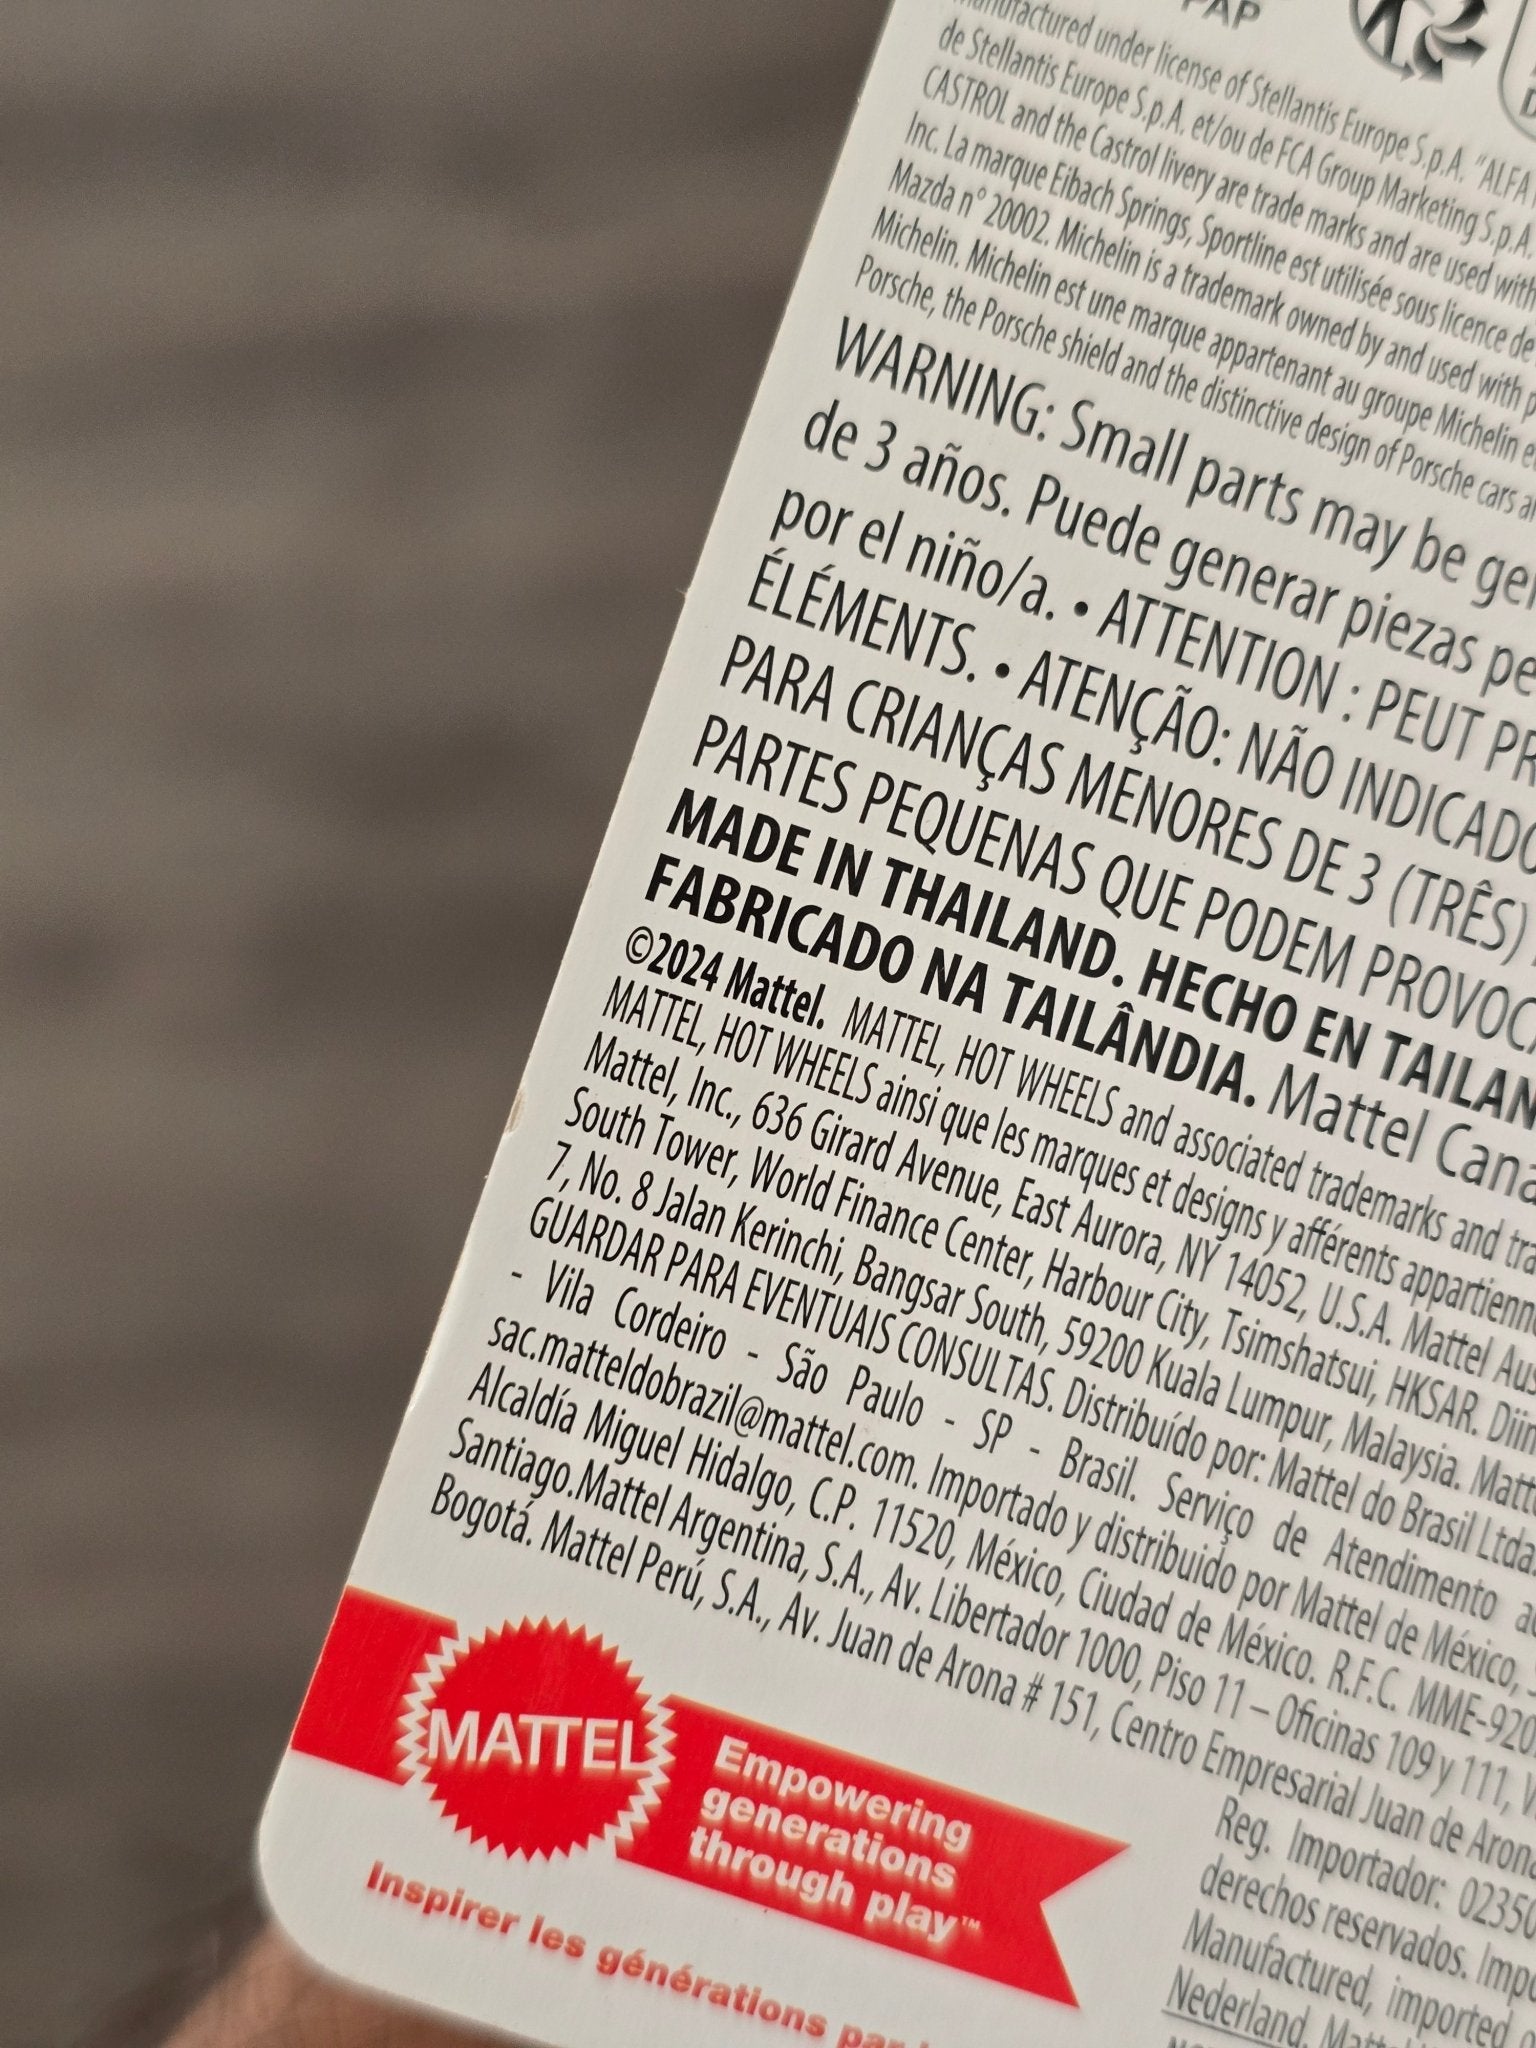 PAP
manufactured under license of Stellantis Europe S.p.A. "ALFA
de Stellantis Europe S.p.A. et/ou de FCA Group Marketing S.p.A.
CASTROL and the Castrol livery are trade marks and are used with
Inc. La marque Eibach Springs, Sportline est utilisée sous licence de
Mazda n° 20002. Michelin is a trademark owned by and used with
Michelin. Michelin est une marque appartenant au groupe Michelin
Porsche, the Porsche shield and the distinctive design of Porsche cars
WARNING: Small parts may be
de 3 años. Puede generar piezas
por el niño/a. • ATTENTION : PEUT
ÉLÉMENTS. • ATENÇÃO: NÃO INDICADO
PARA CRIANÇAS MENORES DE 3 (TRÊS)
PARTES PEQUENAS QUE PODEM
MADE IN THAILAND. HECHO EN
FABRICADO NA TAILÂNDIA. Mattel
©2024 Mattel. MATTEL, HOT WHEELS and associated trademarks and
MATTEL, HOT WHEELS ainsi que les marques et designs y afférents
Mattel, Inc., 636 Girard Avenue, East Aurora, NY 14052, U.S.A. Mattel
South Tower, World Finance Center, Harbour City, Tsimshatsui, HKSAR.
7, No. 8 Jalan Kerinchi, Bangsar South, 59200 Kuala Lumpur, Malaysia.
GUARDAR PARA EVENTUAIS CONSULTAS. Distribuído por: Mattel do Brasil Ltda.
- Vila Cordeiro - São Paulo - SP - Brasil. Serviço de Atendimento
sac.matteldobrazil@mattel.com. Importado y distribuido por Mattel de México,
Alcaldía Miguel Hidalgo, C.P. 11520, México, Ciudad de México. R.F.C.
Santiago.Mattel Argentina, S.A., Av. Libertador 1000, Piso 11 – Oficinas 109 y 111,
Bogotá. Mattel Perú, S.A., Av. Juan de Arona # 151, Centro Empresarial Juan de Arona
Reg. Importador:
derechos reservados.
Manufactured, imported
Nederland.
MATTEL
Empowering
generations
through play™
Inspirer les générations